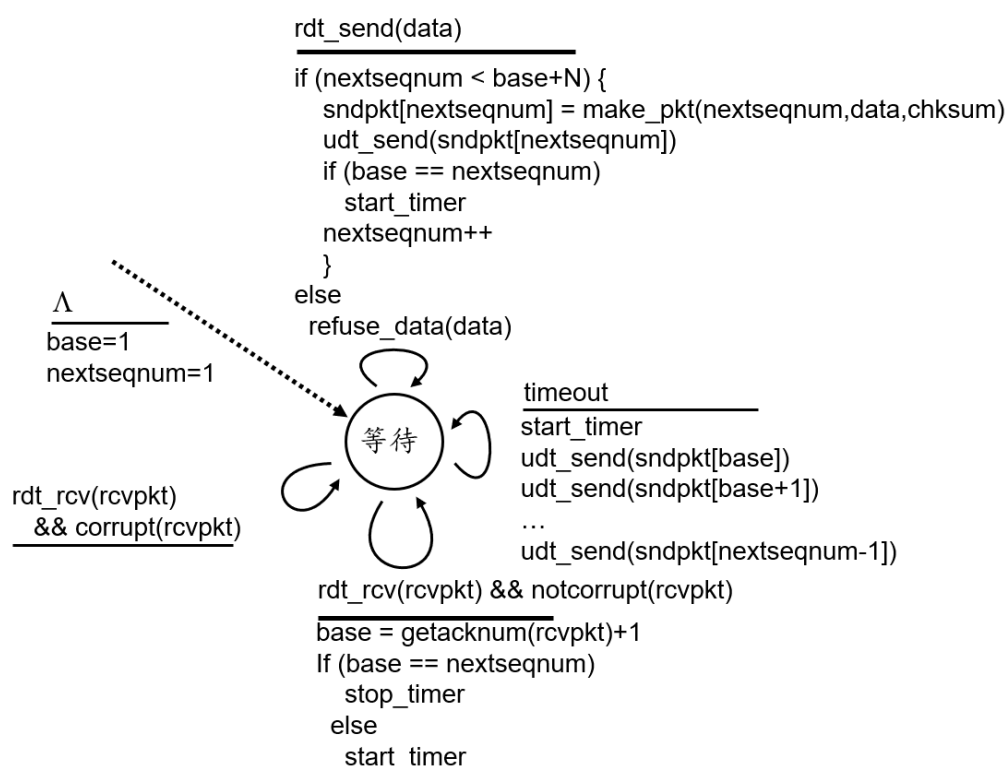 rdt_send(data)
if (nextseqnum < base+N) {
sndpkt[nextseqnum] = make_pkt(nextseqnum,data,chksum)
udt_send(sndpkt[nextseqnum])
if (base == nextseqnum)
start_timer
nextseqnum++
}
else
refuse_data(data)
Λ
base=1
nextseqnum=1
等待
timeout
start_timer
udt_send(sndpkt[base])
udt_send(sndpkt[base+1])
…
udt_send(sndpkt[nextseqnum-1])
rdt_rcv(rcvpkt)
&& corrupt(rcvpkt)
rdt_rcv(rcvpkt) && notcorrupt(rcvpkt)
base = getacknum(rcvpkt)+1
If (base == nextseqnum)
stop_timer
else
start_timer